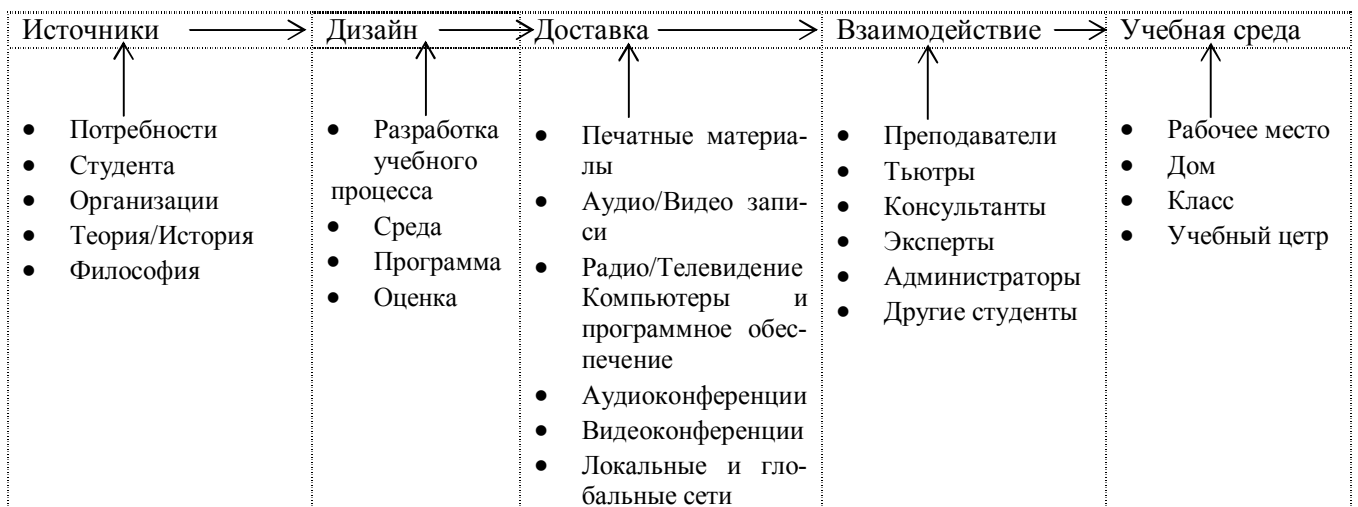 Источники
Дизайн
Доставка
Взаимодействие
Учебная среда
• Потребности
• Студента
• Организации
• Теория/История
• Философия
• Разработка
учебного
процесса
• Среда
• Программа
• Оценка
• Печатные материа-
лы
• Аудио/Видео запи-
си
• Радио/Телевидение
Компьютеры и
программное обес-
печение
• Аудиоконференции
• Видеоконференции
• Локальные и гло-
бальные сети
• Преподаватели
• Тьютры
• Консультанты
• Эксперты
• Администраторы
• Другие студенты
• Рабочее место
• Дом
• Класс
• Учебный цетр